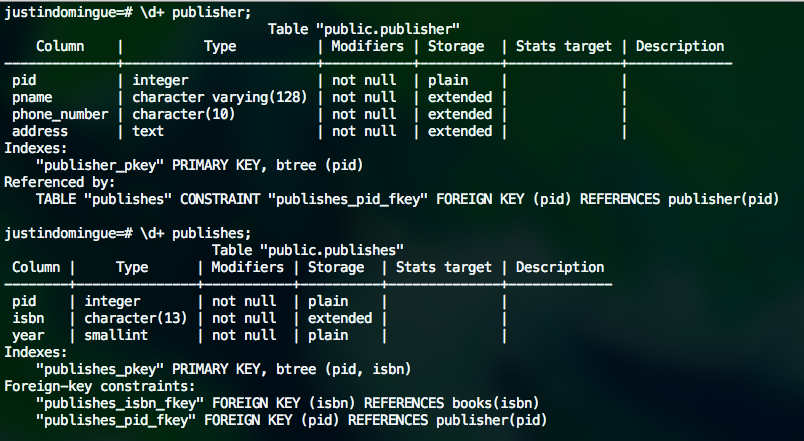 justindomingue=# \d+ publisher;
                              Table "public.publisher"
    Column    |          Type          | Modifiers | Storage  | Stats target | Description
--------------+------------------------+-----------+----------+--------------+-------------
 pid          | integer                | not null  | plain    |              |
 pname        | character varying(128) | not null  | extended |              |
 phone_number | character(10)          | not null  | extended |              |
 address      | text                   | not null  | extended |              |
Indexes:
    "publisher_pkey" PRIMARY KEY, btree (pid)
Referenced by:
    TABLE "publishes" CONSTRAINT "publishes_pid_fkey" FOREIGN KEY (pid) REFERENCES publisher(pid)
justindomingue=# \d+ publishes;
                        Table "public.publishes"
 Column |     Type      | Modifiers | Storage  | Stats target | Description
--------+---------------+-----------+----------+--------------+-------------
 pid    | integer       | not null  | plain    |              |
 isbn   | character(13) | not null  | extended |              |
 year   | smallint      | not null  | plain    |              |
Indexes:
    "publishes_pkey" PRIMARY KEY, btree (pid, isbn)
Foreign-key constraints:
    "publishes_isbn_fkey" FOREIGN KEY (isbn) REFERENCES books(isbn)
    "publishes_pid_fkey" FOREIGN KEY (pid) REFERENCES publisher(pid)